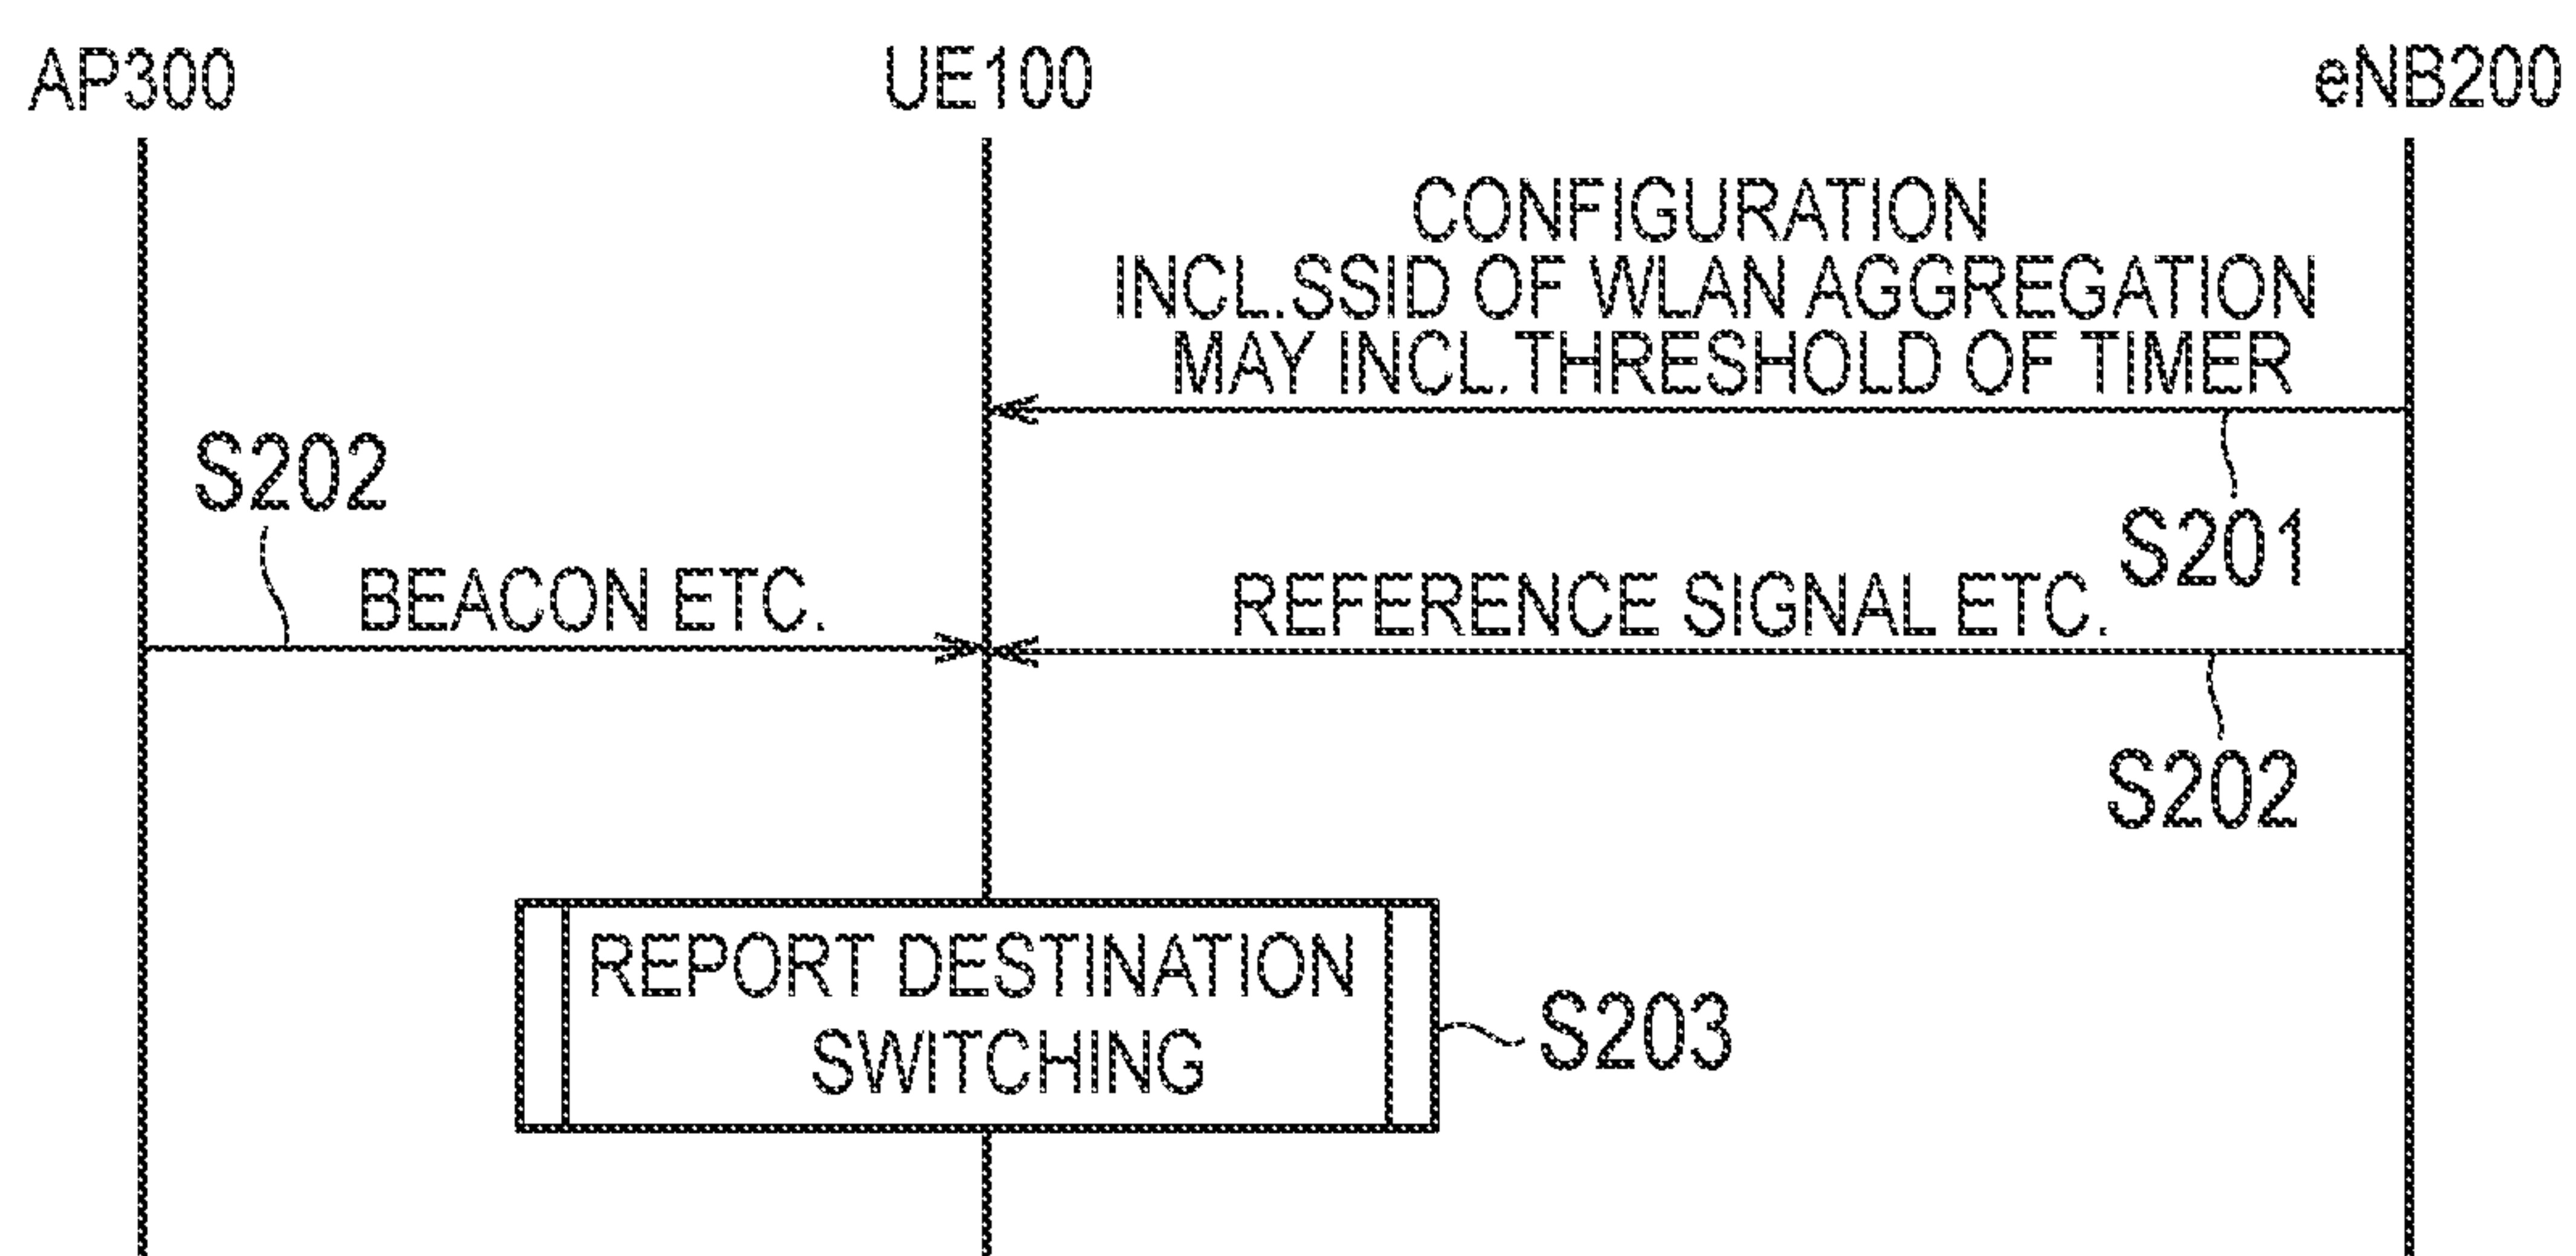 AP300
UE100
eNB200
CONFIGURATION
INCL.SSID OF WLAN AGGREGATION
MAY INCL.THRESHOLD OF TIMER
S202
S201
BEACON ETC.
REFERENCE SIGNAL ETC.
S202
REPORT DESTINATION
SWITCHING
S203